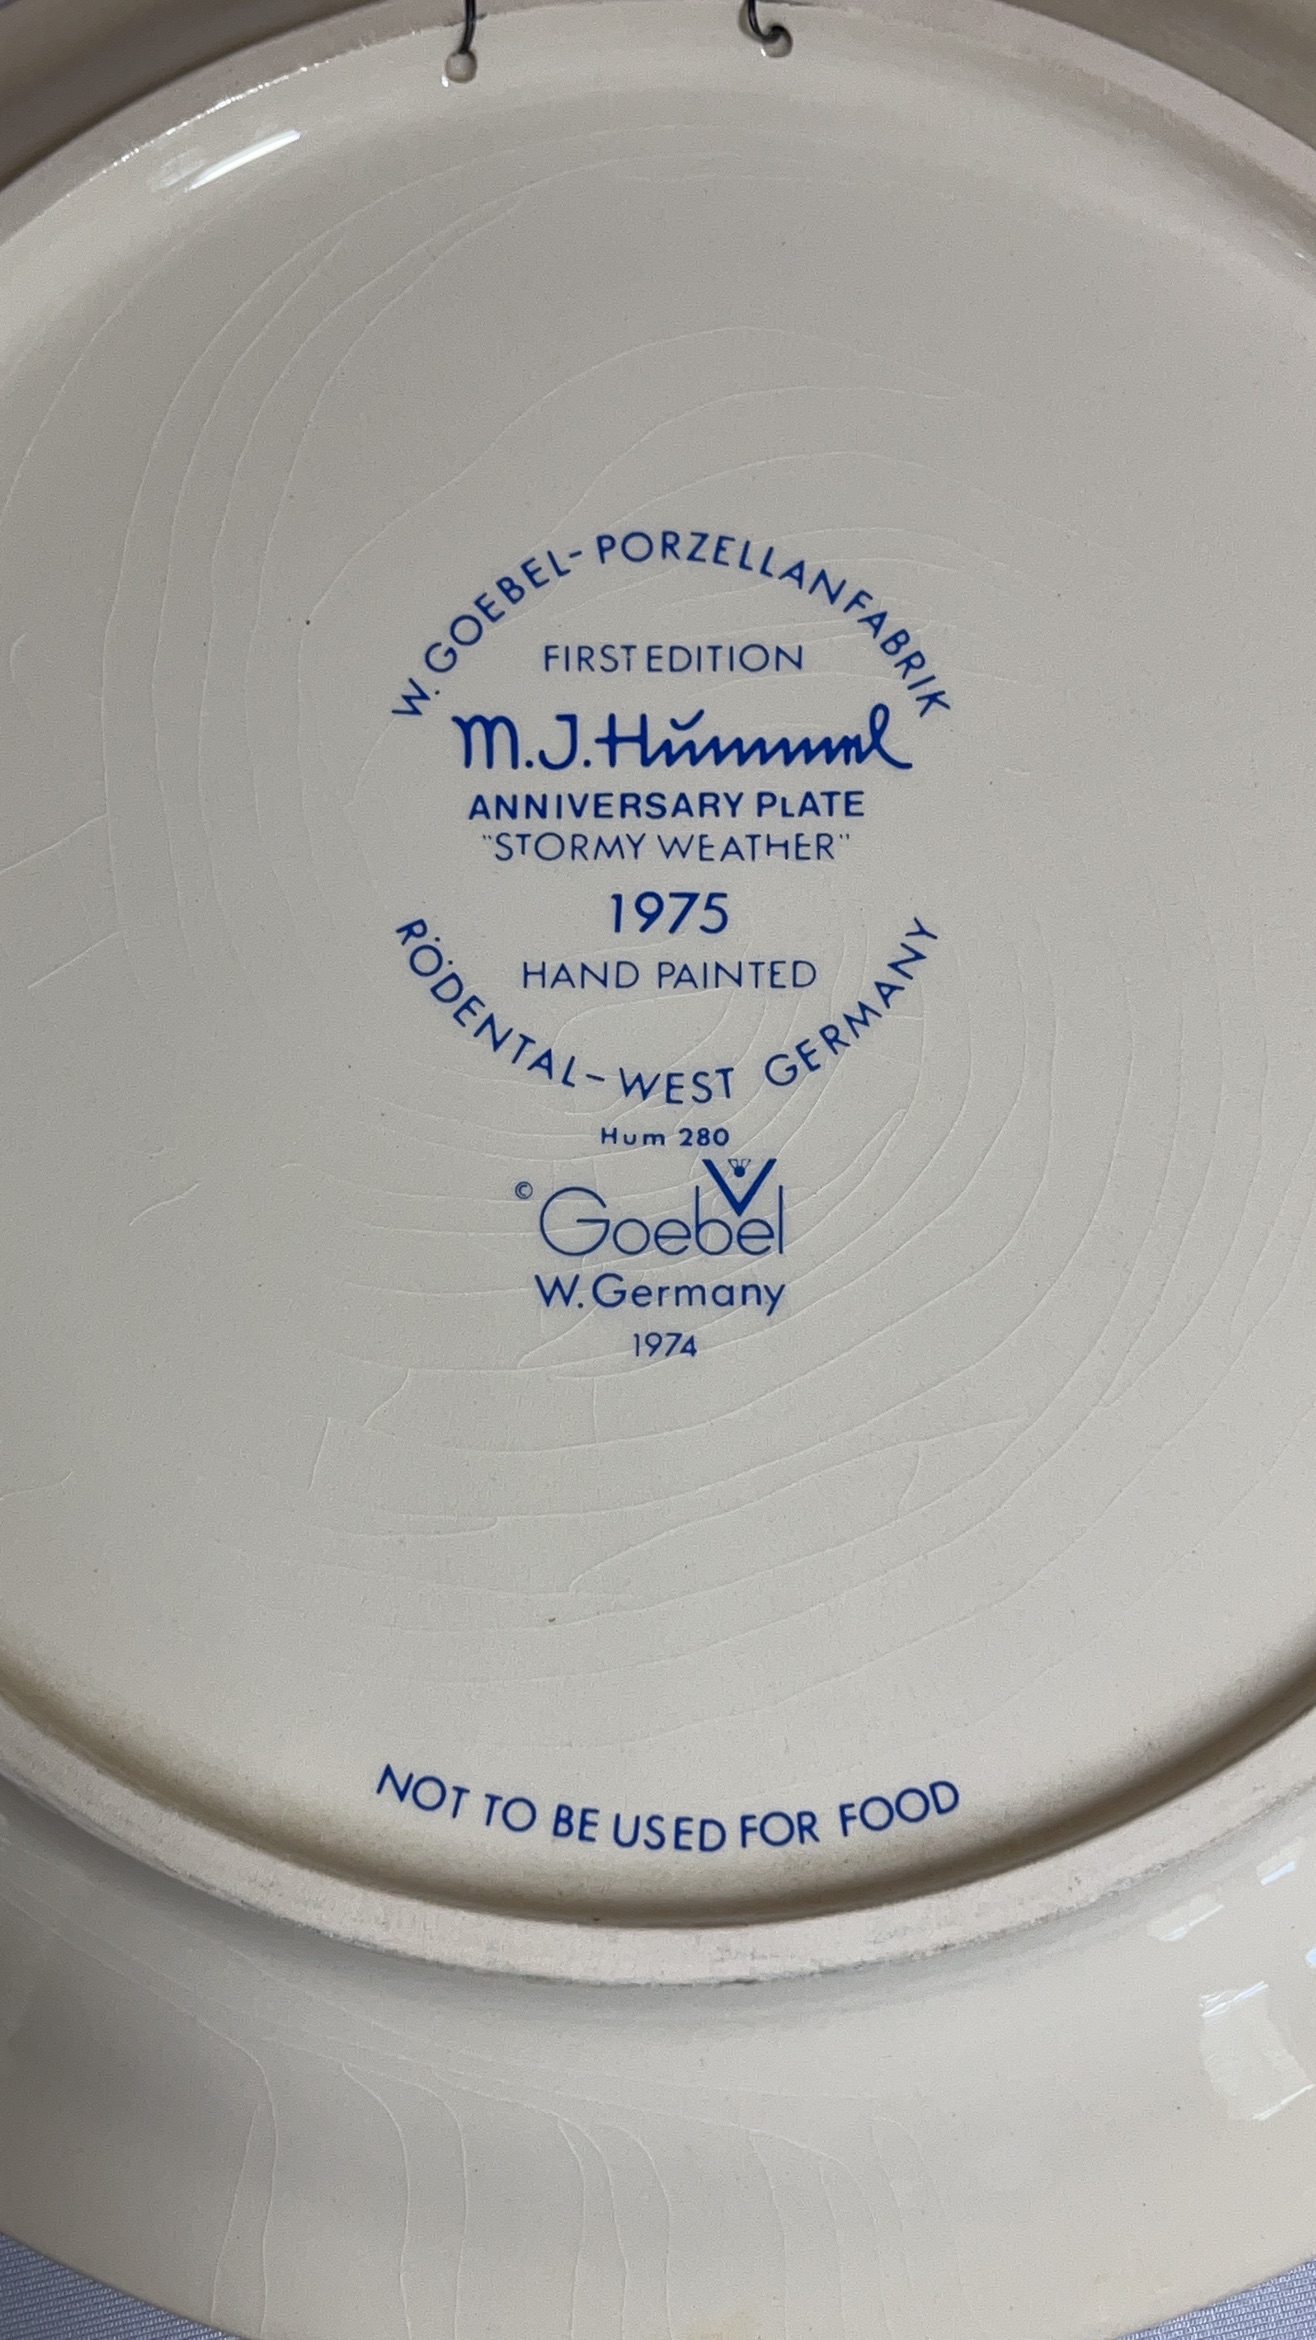 W. GOEBEL-PORZELLANFABRIK
FIRST EDITION
M.J. Hummel
ANNIVERSARY PLATE
"STORMY WEATHER"
1975
HAND PAINTED
RÖDENTAL-WEST GERMANY
Hum 280
© Goebel
W. Germany
1974
NOT TO BE USED FOR FOOD